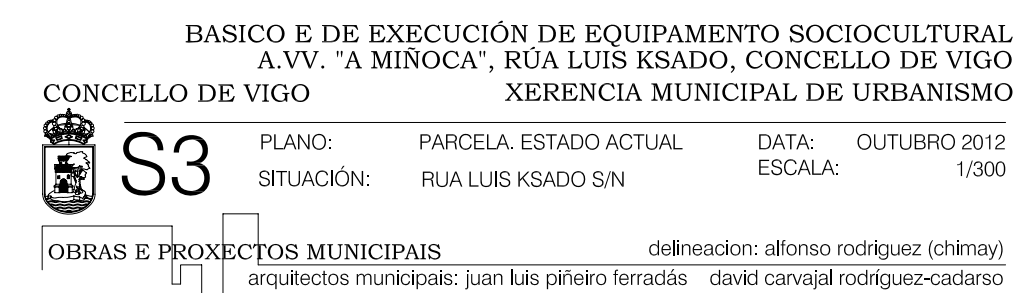 BASICO E DE EXECUCIÓN DE EQUIPAMENTO SOCIOCULTURAL
A.VV. "A MIÑOCA", RÚA LUIS KSADO, CONCELLO DE VIGO
CONCELLO DE VIGO XERENCIA MUNICIPAL DE URBANISMO
S3 PLANO: PARCELA. ESTADO ACTUAL DATA: OUTUBRO 2012
SITUACIÓN: RUA LUIS KSADO S/N ESCALA: 1/300
OBRAS E PROXECTOS MUNICIPAIS delineacion: alfonso rodriguez (chimay)
arquitectos municipais: juan luis piñeiro ferradás david carvajal rodríguez-cadarso